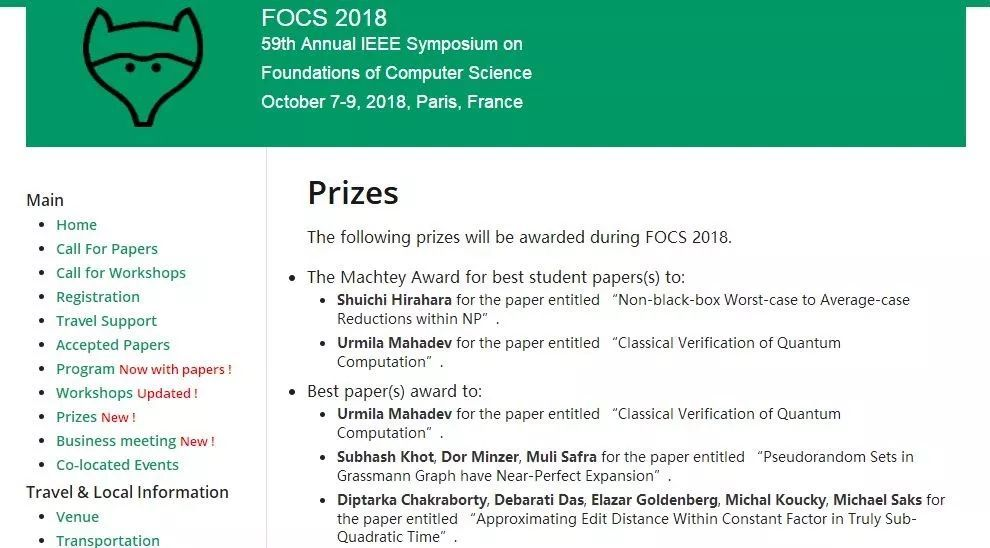 FOCS 2018
59th Annual IEEE Symposium on
Foundations of Computer Science
October 7-9, 2018, Paris, France
Main
Home
Call For Papers
Call for Workshops
Registration
Travel Support
Accepted Papers
Program Now with papers !
Workshops Updated !
Prizes New !
Business meeting New !
Co-located Events
Travel & Local Information
Venue
Transportation
Prizes
The following prizes will be awarded during FOCS 2018.
The Machtey Award for best student papers(s) to:
Shuichi Hirahara for the paper entitled “Non-black-box Worst-case to Average-case
Reductions within NP” .
Urmila Mahadev for the paper entitled “Classical Verification of Quantum
Computation” .
Best paper(s) award to:
Urmila Mahadev for the paper entitled “Classical Verification of Quantum
Computation” .
Subhash Khot, Dor Minzer, Muli Safra for the paper entitled “Pseudorandom Sets in
Grassmann Graph have Near-Perfect Expansion” .
Diptarka Chakraborty, Debarati Das, Elazar Goldenberg, Michal Koucky, Michael Saks for
the paper entitled “Approximating Edit Distance Within Constant Factor in Truly Sub-
Quadratic Time” .